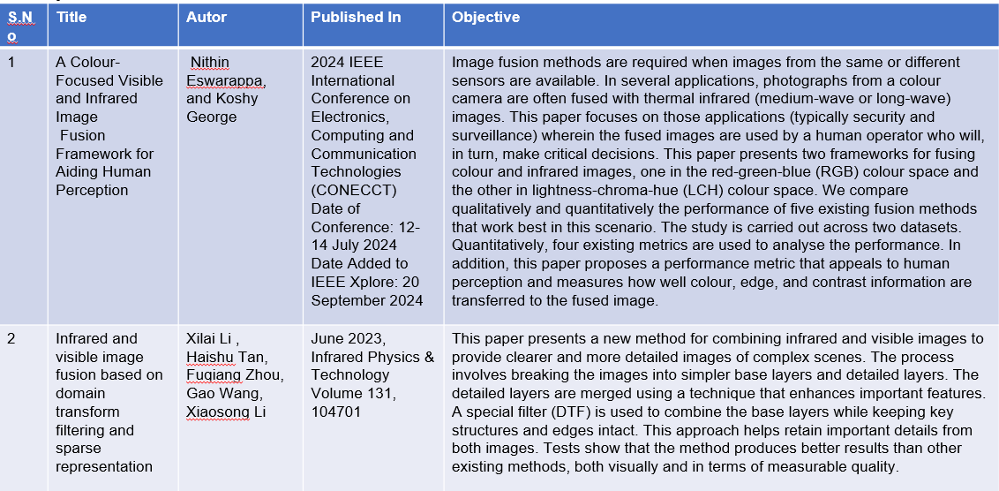 S.N
o
Title
Autor
Published In
Objective
1
A Colour-
Focused Visible
and Infrared
Image
Fusion
Framework for
Aiding Human
Perception
Nithin
Eswarappa,
and Koshy
George
2024 IEEE
International
Conference on
Electronics,
Computing and
Communication
Technologies
(CONECCT)
Date of
Conference: 12-
14 July 2024
Date Added to
IEEE Xplore: 20
September 2024
Image fusion methods are required when images from the same or different
sensors are available. In several applications, photographs from a colour
camera are often fused with thermal infrared (medium-wave or long-wave)
images. This paper focuses on those applications (typically security and
surveillance) wherein the fused images are used by a human operator who will,
in turn, make critical decisions. This paper presents two frameworks for fusing
colour and infrared images, one in the red-green-blue (RGB) colour space and
the other in lightness-chroma-hue (LCH) colour space. We compare
qualitatively and quantitatively the performance of five existing fusion methods
that work best in this scenario. The study is carried out across two datasets.
Quantitatively, four existing metrics are used to analyse the performance. In
addition, this paper proposes a performance metric that appeals to human
perception and measures how well colour, edge, and contrast information are
transferred to the fused image.
2
Infrared and
visible image
fusion based on
domain
transform
filtering and
sparse
representation
Xilai Li ,
Haishu Tan,
Fuqiang Zhou,
Gao Wang,
Xiaosong Li
June 2023,
Infrared Physics &
Technology
Volume 131,
104701
This paper presents a new method for combining infrared and visible images to
provide clearer and more detailed images of complex scenes. The process
involves breaking the images into simpler base layers and detailed layers. The
detailed layers are merged using a technique that enhances important features.
A special filter (DTF) is used to combine the base layers while keeping key
structures and edges intact. This approach helps retain important details from
both images. Tests show that the method produces better results than other
existing methods, both visually and in terms of measurable quality.